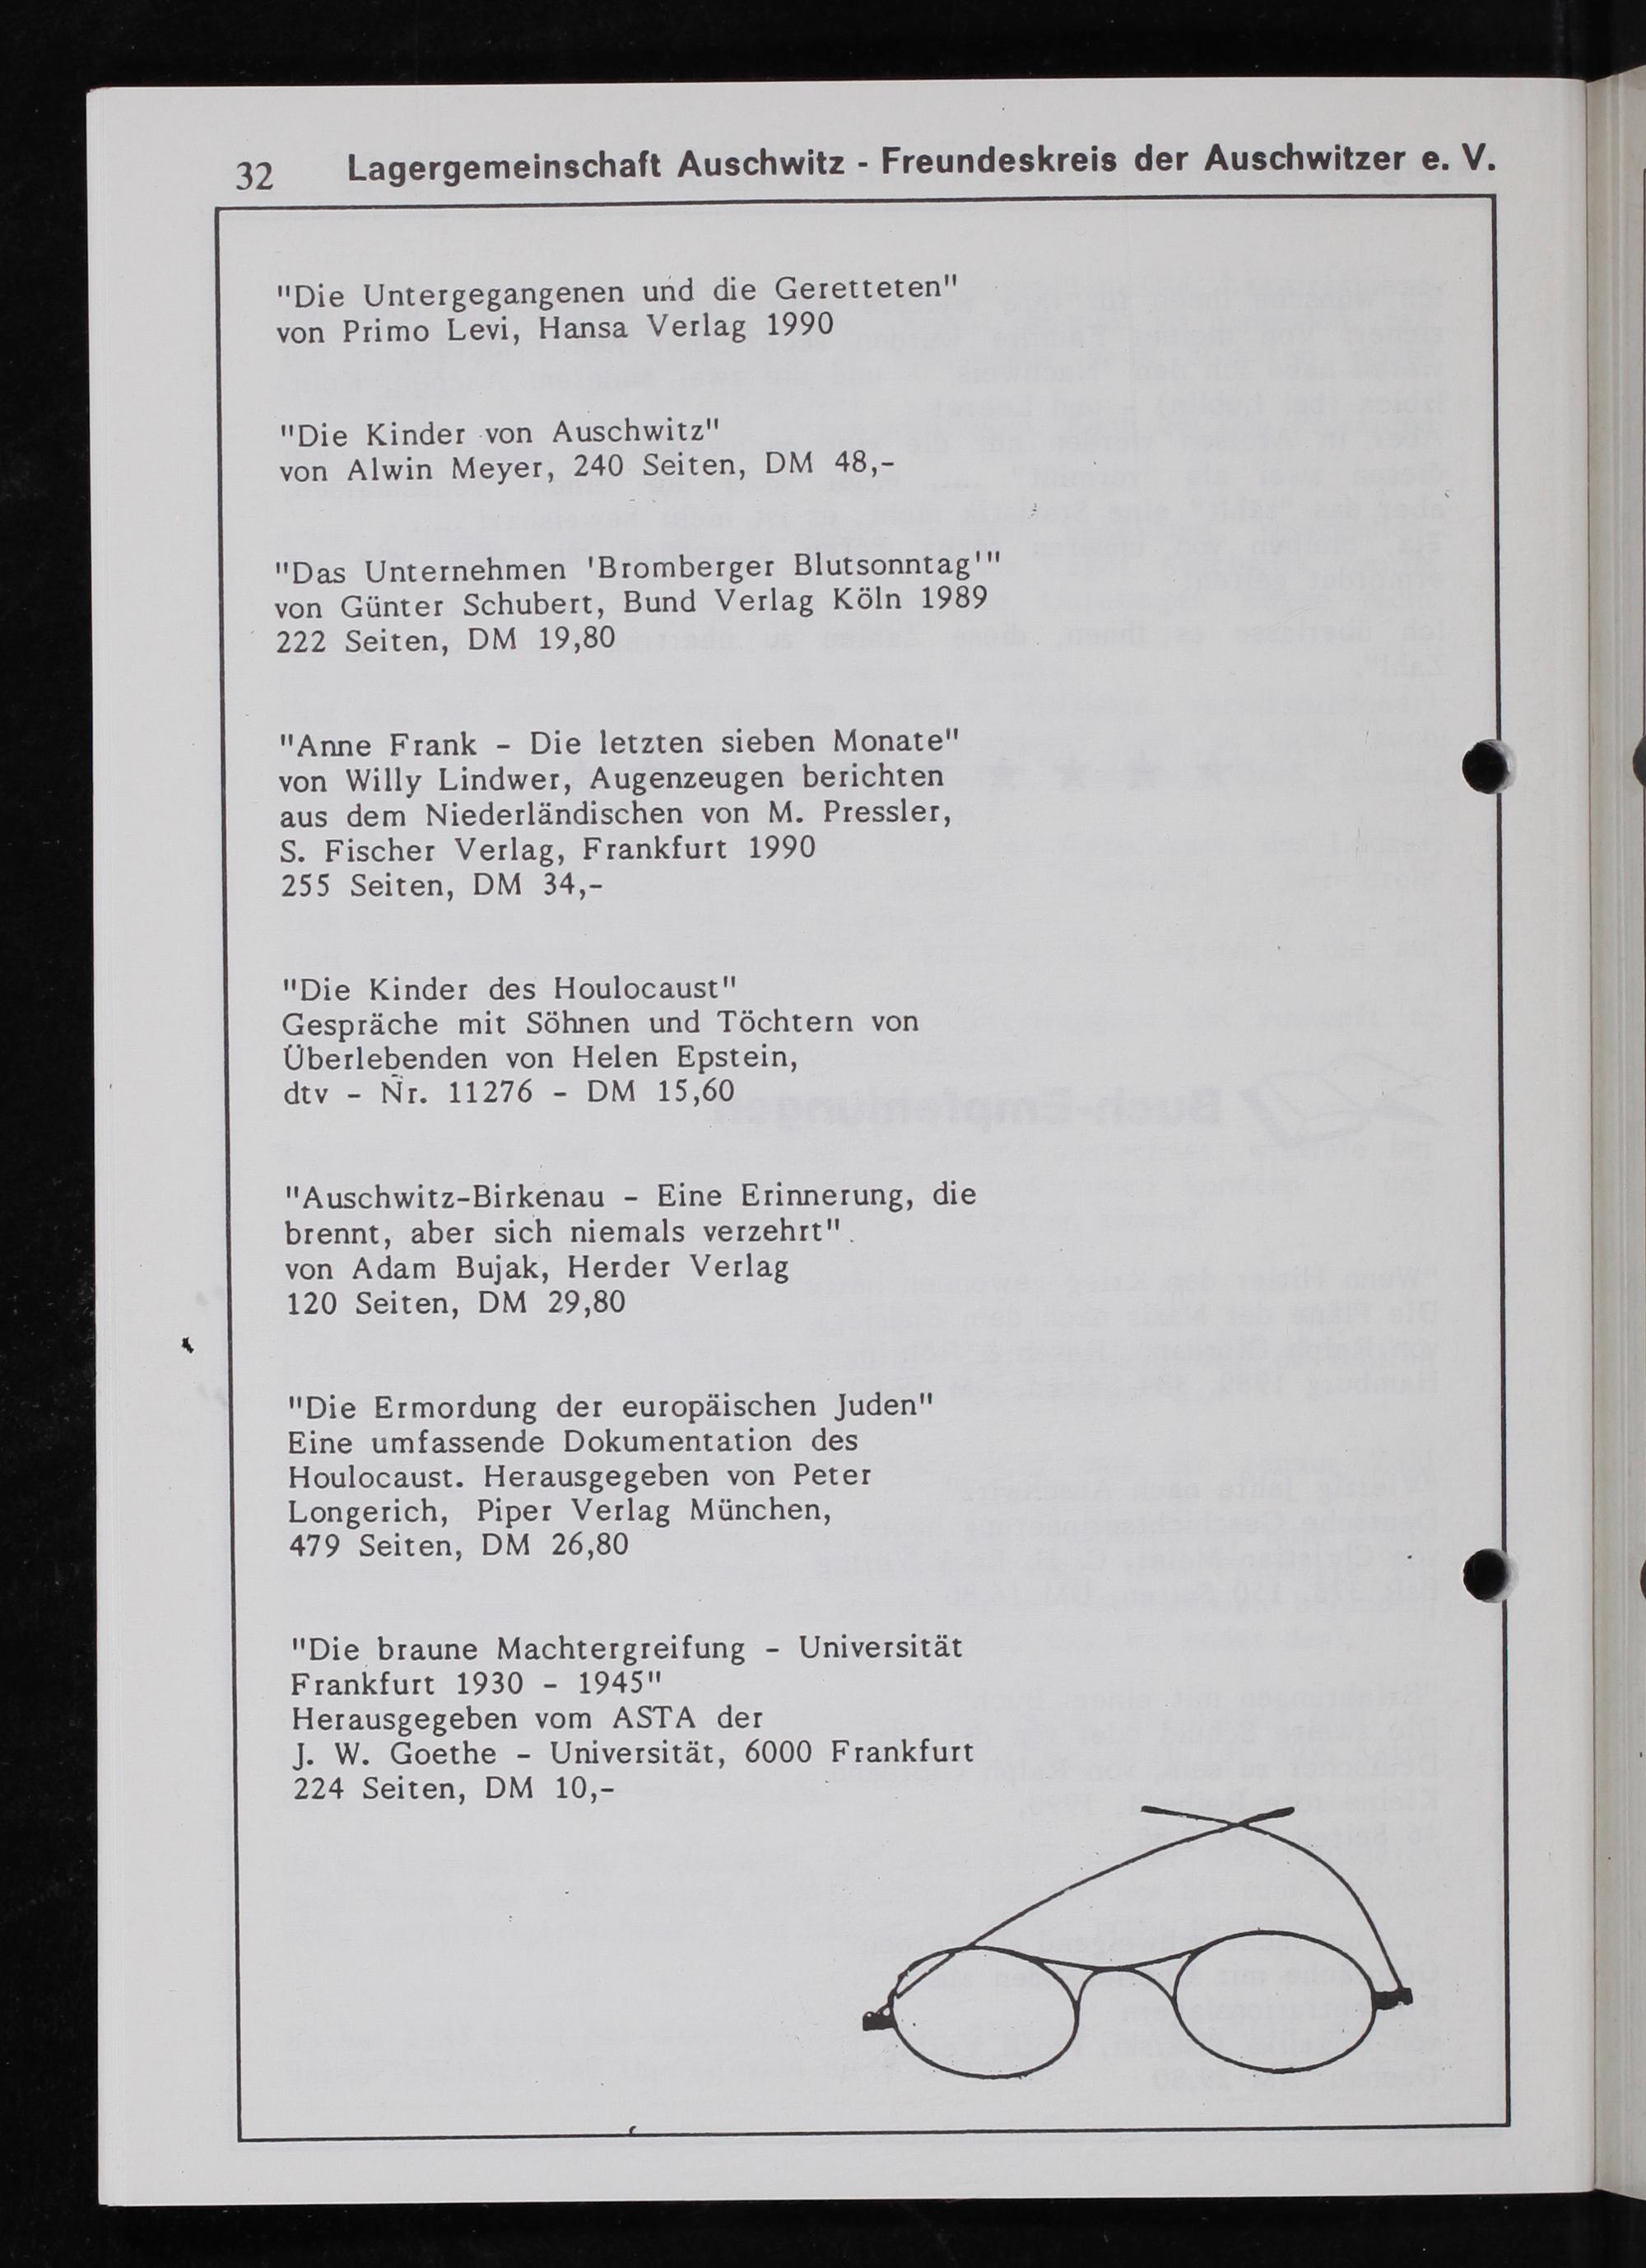 32 Lagergemeinschaft Auschwitz - Freundeskreis der Auschwitzer e. V.
"Die Untergegangenen und die Geretteten"
von Primo Levi, Hansa Verlag 1990
"Die Kinder von Auschwitz"
von Alwin Meyer, 240 Seiten, DM 48,-
"Das Unternehmen 'Bromberger Blutsonntag'"
von Günter Schubert, Bund Verlag Köln 1989
222 Seiten, DM 19,80
"Anne Frank - Die letzten sieben Monate"
von Willy Lindwer, Augenzeugen berichten
aus dem Niederländischen von M. Pressler,
S. Fischer Verlag, Frankfurt 1990
255 Seiten, DM 34,-
"Die Kinder des Houlocaust"
Gespräche mit Söhnen und Töchtern von
Überlebenden von Helen Epstein,
dtv - Nr. 11276 - DM 15,60
"Auschwitz-Birkenau - Eine Erinnerung, die
brennt, aber sich niemals verzehrt"
von Adam Bujak, Herder Verlag
120 Seiten, DM 29,80
"Die Ermordung der europäischen Juden"
Eine umfassende Dokumentation des
Houlocaust. Herausgegeben von Peter
Longerich, Piper Verlag München,
479 Seiten, DM 26,80
"Die braune Machtergreifung - Universität
Frankfurt 1930 - 1945"
Herausgegeben vom ASTA der
J. W. Goethe - Universität, 6000 Frankfurt
224 Seiten, DM 10,-